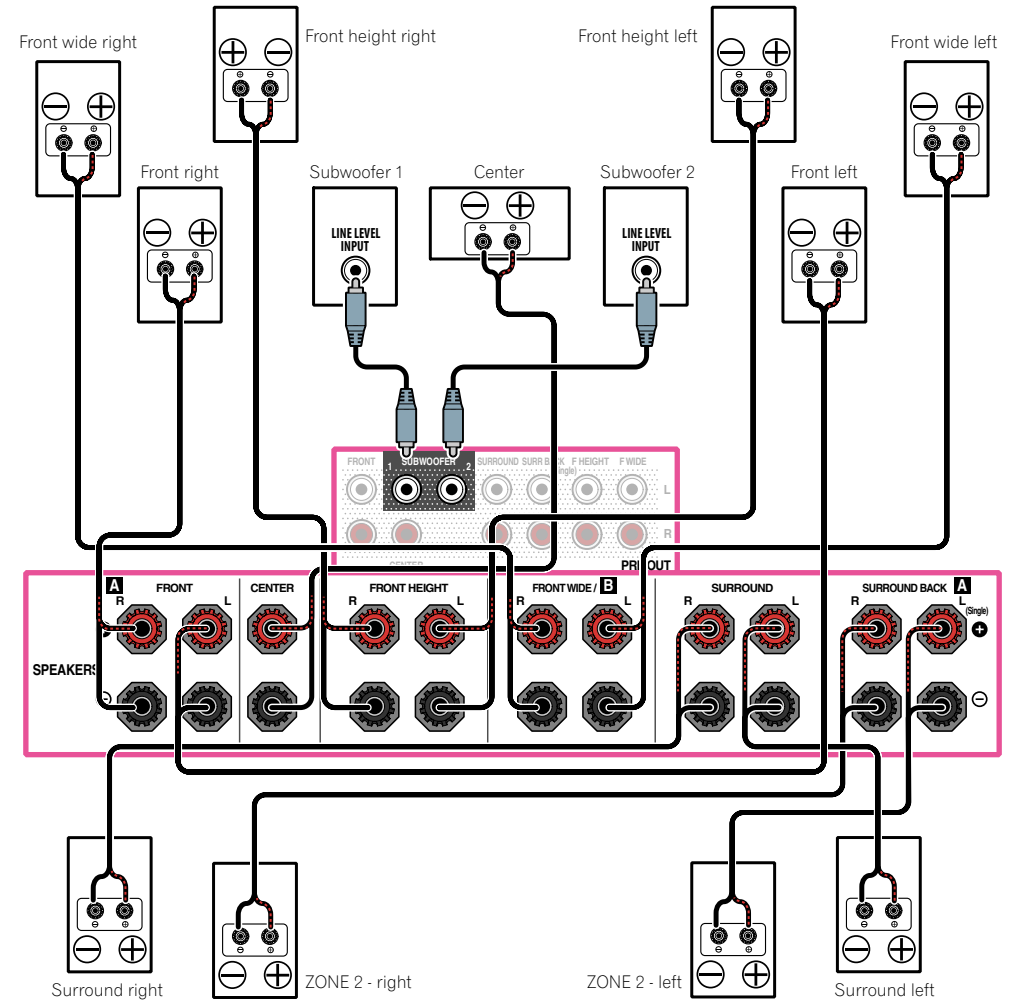 Front wide right
Front height right
Front height left
Front wide left
Front right
Subwoofer 1
Center
Subwoofer 2
Front left
LINE LEVEL
INPUT
LINE LEVEL
INPUT
FRONT
1 SUBWOOFER 2
SURROUND
SURR BACK
(Single)
F HEIGHT
F WIDE
L
R
CENTER
PREOUT
A
FRONT
R
L
CENTER
FRONT HEIGHT
R
L
FRONT WIDE / B
R
L
SURROUND
R
L
SURROUND BACK A
R
L
(Single)
SPEAKERS
Surround right
ZONE 2 - right
ZONE 2 - left
Surround left